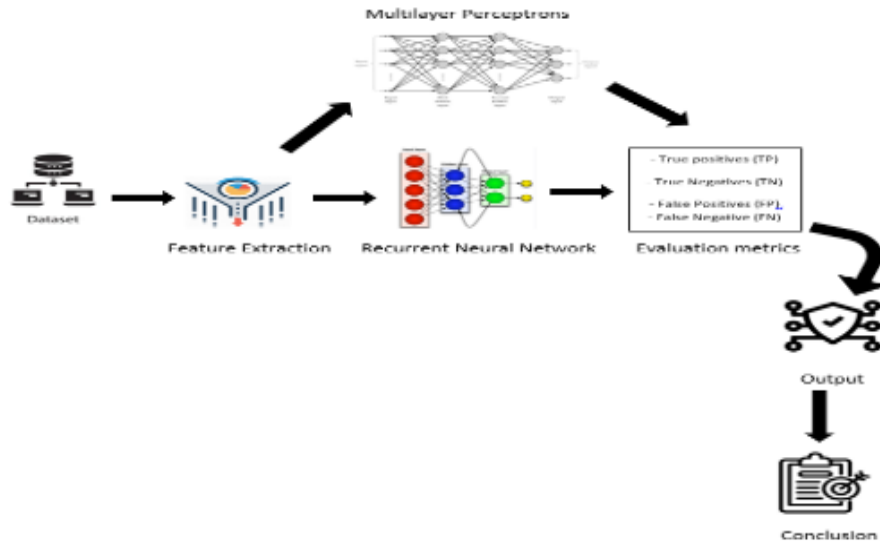 Multilayer Perceptrons
Dataset
Feature Extraction
Recurrent Neural Network
- True positives (TP)
- True Negatives (TN)
- False Positives (FP),
- False Negative (FN)
Evaluation metrics
Output
Conclusion